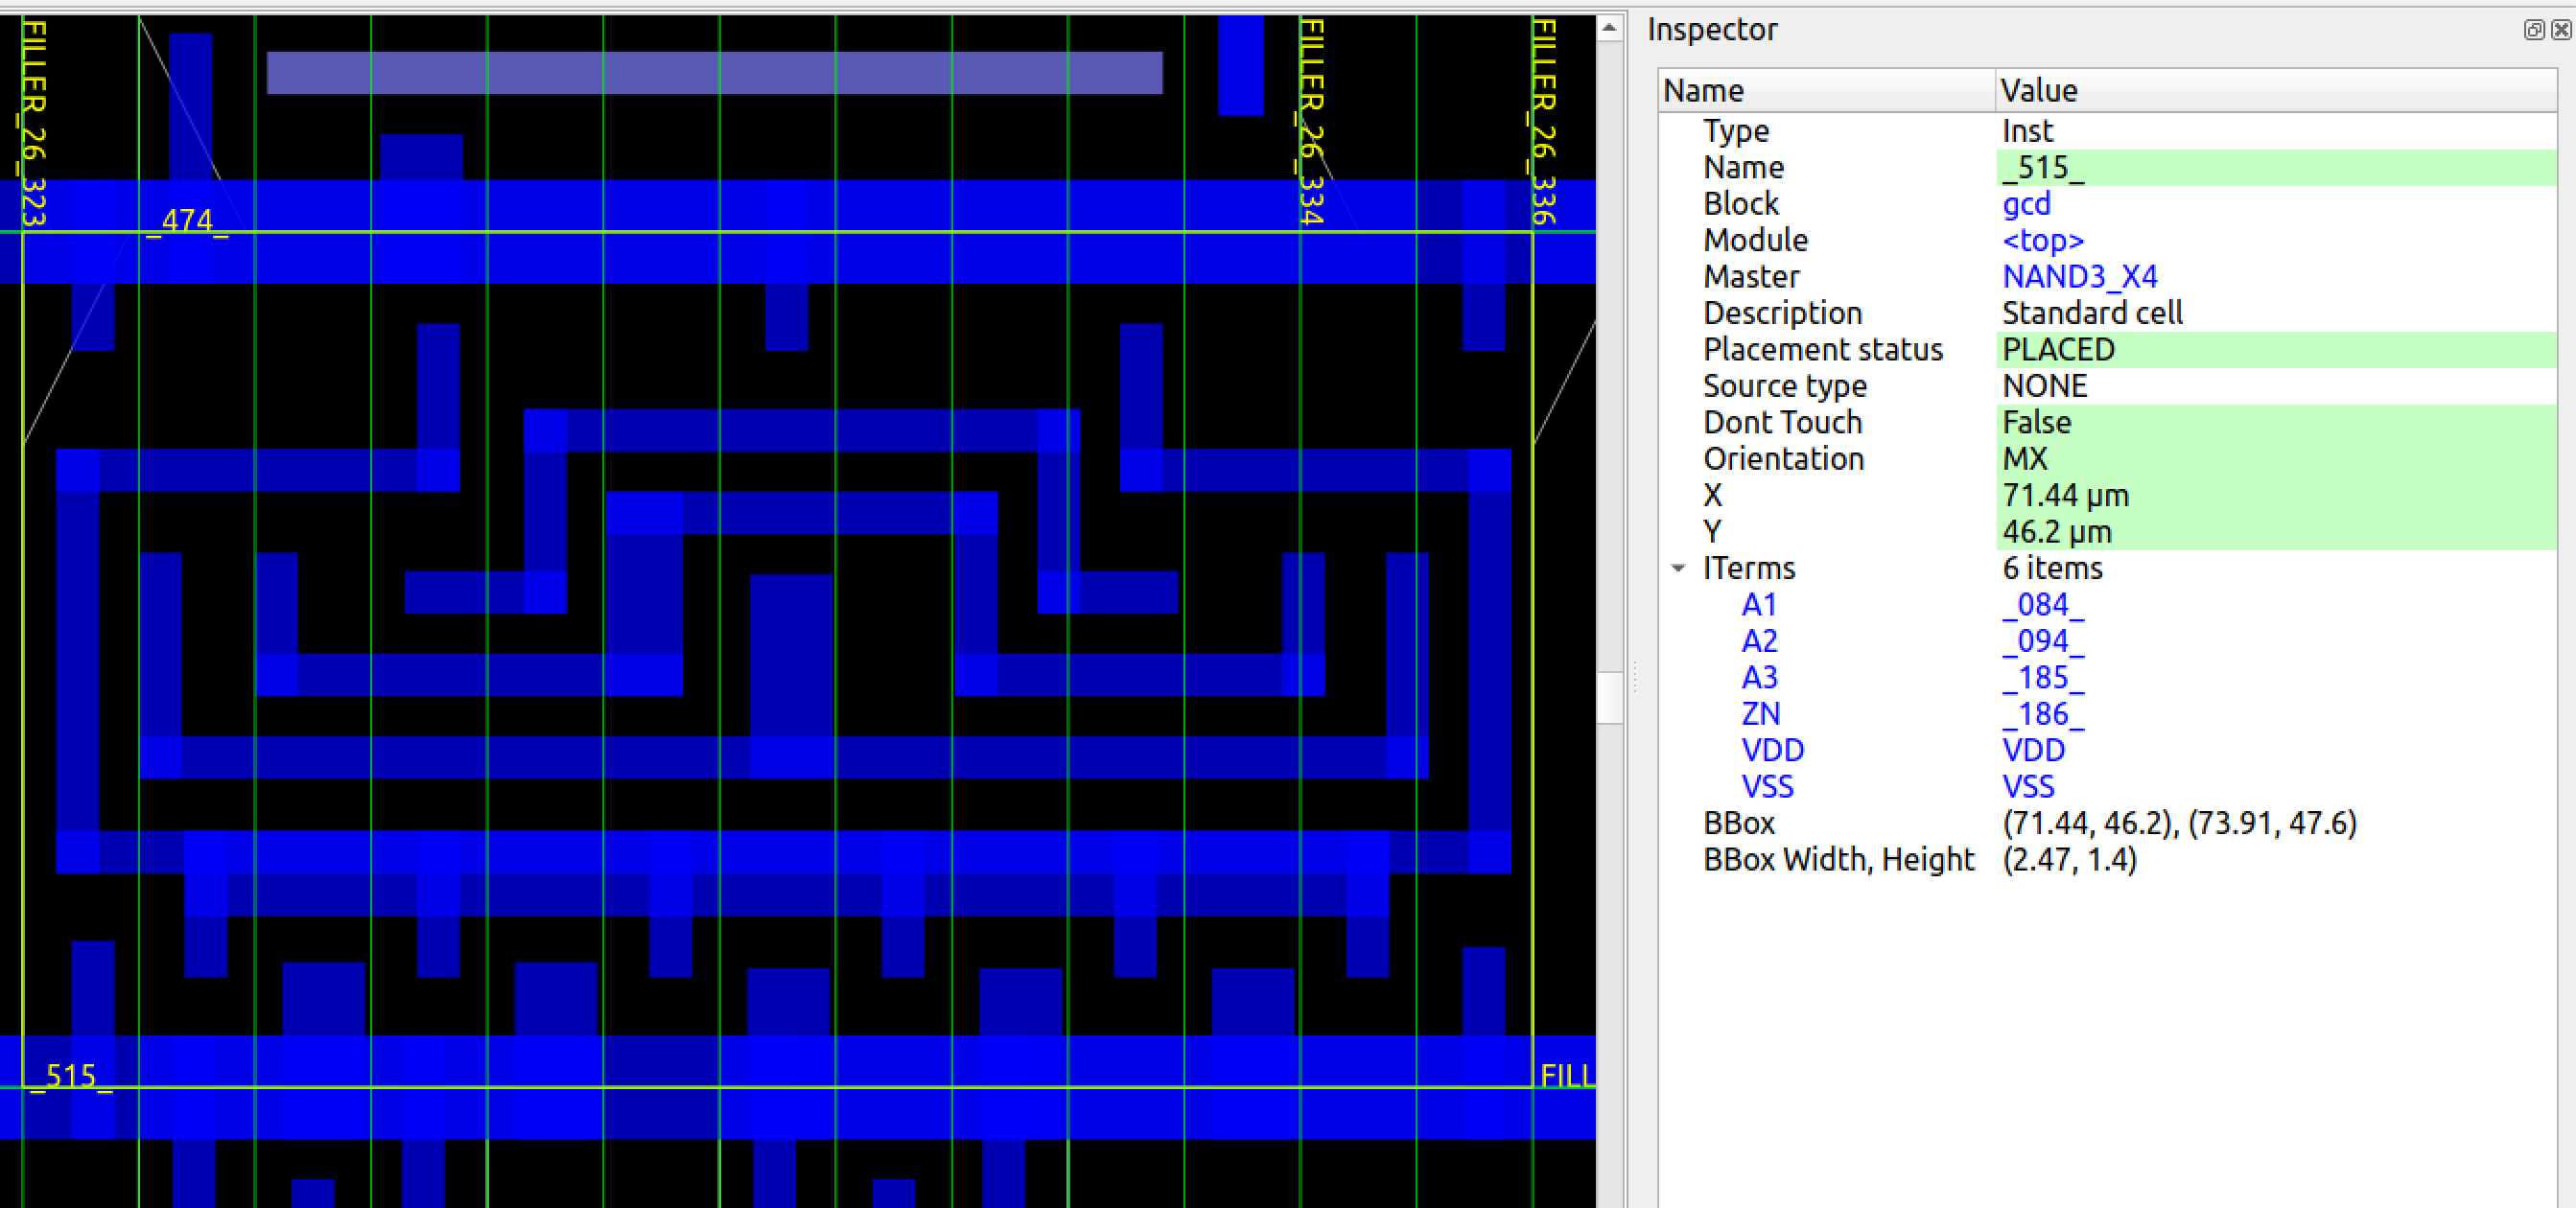 FILLER_26_323
_474_
FILLER_26_334
FILLER_26_336
_515_
FILL
Inspector
Name Value
Type Inst
Name _515_
Block gcd
Module <top>
Master NAND3_X4
Description Standard cell
Placement status PLACED
Source type NONE
Dont Touch False
Orientation MX
X 71.44 μm
Y 46.2 μm
ITerms 6 items
A1 _084_
A2 _094_
A3 _185_
ZN _186_
VDD VDD
VSS VSS
BBox (71.44, 46.2), (73.91, 47.6)
BBox Width, Height (2.47, 1.4)